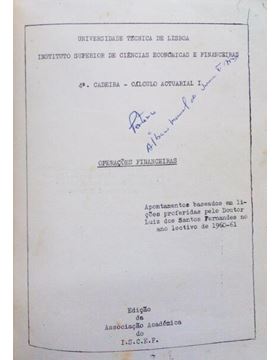 UNIVERSIDADE TÉCNICA DE LISBOA
INSTITUTO SUPERIOR DE CIÊNCIAS ECONÓMICAS E FINANCEIRAS
4ª. CADEIRA - CÁLCULO ACTUARIAL I
OPERAÇÕES FINANCEIRAS
Apontamentos baseados em li
ções proferidas pelo Doutor
Luiz dos Santos Fernandes no
ano lectivo de 1960-61
Edição
da
Associação Académica
do
I.S.C.E.F.